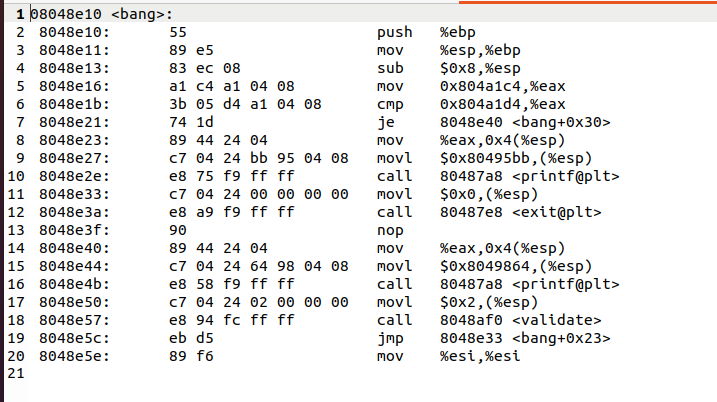 1 08048e10 <bang>:
2 8048e10: 55 push %ebp
3 8048e11: 89 e5 mov %esp,%ebp
4 8048e13: 83 ec 08 sub $0x8,%esp
5 8048e16: a1 c4 a1 04 08 mov 0x804a1c4,%eax
6 8048e1b: 3b 05 d4 a1 04 08 cmp 0x804a1d4,%eax
7 8048e21: 74 1d je 8048e40 <bang+0x30>
8 8048e23: 89 44 24 04 mov %eax,0x4(%esp)
9 8048e27: c7 04 24 bb 95 04 08 movl $0x80495bb,(%esp)
10 8048e2e: e8 75 f9 ff ff call 80487a8 <printf@plt>
11 8048e33: c7 04 24 00 00 00 00 movl $0x0,(%esp)
12 8048e3a: e8 a9 f9 ff ff call 80487e8 <exit@plt>
13 8048e3f: 90 nop
14 8048e40: 89 44 24 04 mov %eax,0x4(%esp)
15 8048e44: c7 04 24 64 98 04 08 movl $0x8049864,(%esp)
16 8048e4b: e8 58 f9 ff ff call 80487a8 <printf@plt>
17 8048e50: c7 04 24 02 00 00 00 movl $0x2,(%esp)
18 8048e57: e8 94 fc ff ff call 8048af0 <validate>
19 8048e5c: eb d5 jmp 8048e33 <bang+0x23>
20 8048e5e: 89 f6 mov %esi,%esi
21